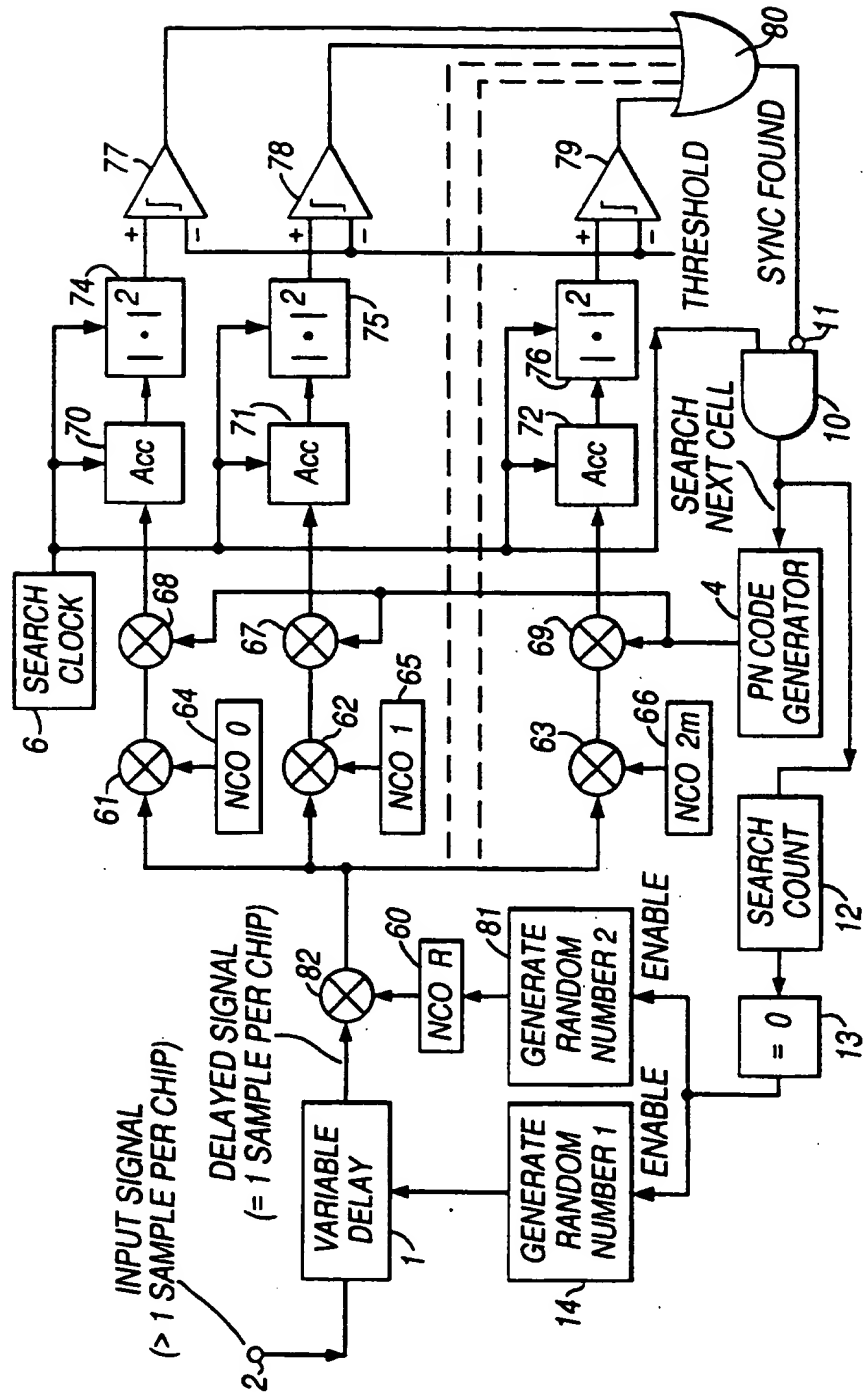 INPUT SIGNAL
(> 1 SAMPLE PER CHIP)
2
DELAYED SIGNAL
(= 1 SAMPLE PER CHIP)
VARIABLE
DELAY
1
GENERATE
RANDOM
NUMBER 1
14
ENABLE
82
NCO R
60
GENERATE
RANDOM
NUMBER 2
81
ENABLE
= 0
13
SEARCH
COUNT
12
SEARCH
CLOCK
6
61
NCO 0
64
68
62
NCO 1
65
67
63
NCO 2m
66
69
PN CODE
GENERATOR
4
SEARCH
NEXT CELL
Acc
70
Acc
71
Acc
72
| • |2
74
| • |2
75
| • |2
76
+
-
77
+
-
78
+
-
79
THRESHOLD
80
SYNC FOUND
10
11